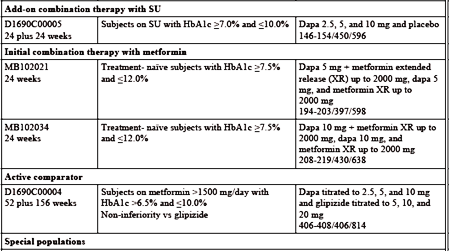 Add-on combination therapy with SU
D1690C00005
24 plus 24 weeks
Subjects on SU with HbA1c ≥7.0% and ≤10.0%
Dapa 2.5, 5, and 10 mg and placebo
146-154/450/596
Initial combination therapy with metformin
MB102021
24 weeks
Treatment- naïve subjects with HbA1c ≥7.5%
and ≤12.0%
Dapa 5 mg + metformin extended
release (XR) up to 2000 mg, dapa 5
mg, and metformin XR up to
2000 mg
194-203/397/598
MB102034
24 weeks
Treatment- naïve subjects with HbA1c ≥7.5%
and ≤12.0%
Dapa 10 mg + metformin XR up to
2000 mg, dapa 10 mg, and
metformin XR up to 2000 mg
208-219/430/638
Active comparator
D1690C00004
52 plus 156 weeks
Subjects on metformin >1500 mg/day with
HbA1c >6.5% and ≤10.0%
Non-inferiority vs glipizide
Dapa titrated to 2.5, 5, and 10 mg
and glipizide titrated to 5, 10, and
20 mg
406-408/406/814
Special populations